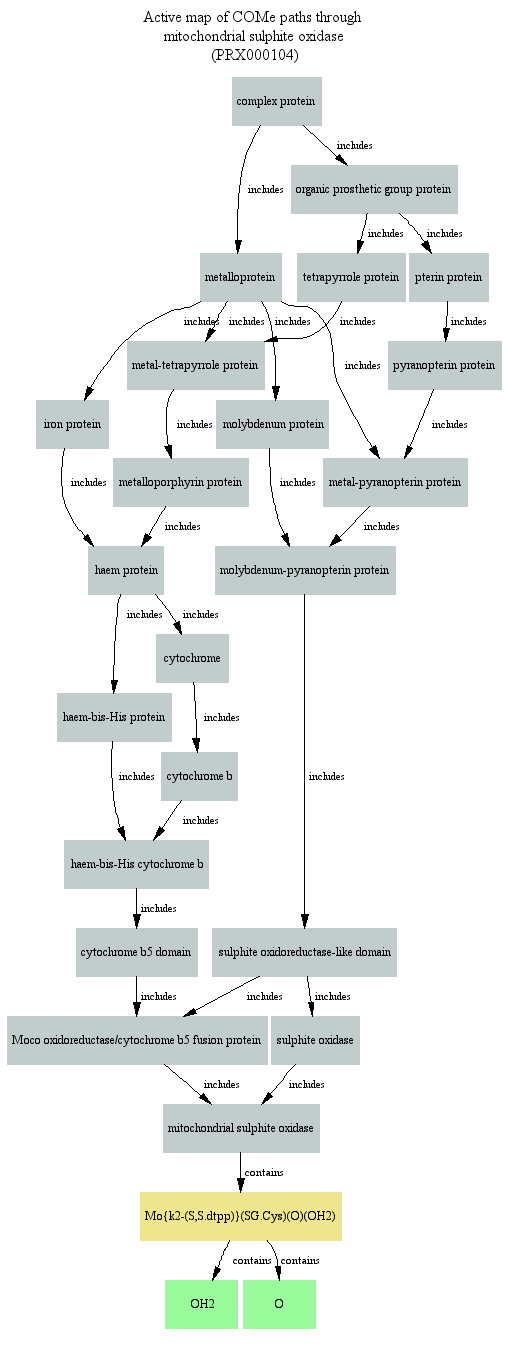 Active map of COMe paths through
mitochondrial sulphite oxidase
(PRX000104)
complex protein
includes
organic prosthetic group protein
includes
includes
includes
metalloprotein
tetrapyrrole protein
pterin protein
includes
includes
includes
includes
includes
metal-tetrapyrrole protein
includes
pyranopterin protein
iron protein
includes
molybdenum protein
includes
includes
metalloporphyrin protein
includes
metal-pyranopterin protein
includes
includes
haem protein
molybdenum-pyranopterin protein
includes
includes
cytochrome
haem-bis-His protein
includes
includes
cytochrome b
includes
includes
haem-bis-His cytochrome b
includes
cytochrome b5 domain
sulphite oxidoreductase-like domain
includes
includes
includes
Moco oxidoreductase/cytochrome b5 fusion protein
sulphite oxidase
includes
includes
mitochondrial sulphite oxidase
contains
Mo{k2-(S,S.dtpp)}(SG.Cys)(O)(OH2)
contains
contains
OH2
O